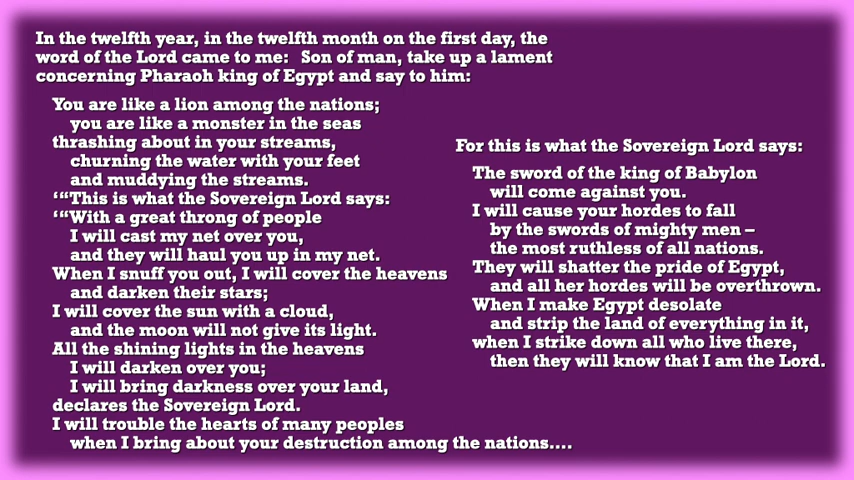 In the twelfth year, in the twelfth month on the first day, the
word of the Lord came to me:   Son of man, take up a lament
concerning Pharaoh king of Egypt and say to him:
You are like a lion among the nations;
you are like a monster in the seas
thrashing about in your streams,
churning the water with your feet
and muddying the streams.
‘“This is what the Sovereign Lord says:
‘“With a great throng of people
I will cast my net over you,
and they will haul you up in my net.
When I snuff you out, I will cover the heavens
and darken their stars;
I will cover the sun with a cloud,
and the moon will not give its light.
All the shining lights in the heavens
I will darken over you;
I will bring darkness over your land,
declares the Sovereign Lord.
I will trouble the hearts of many peoples
when I bring about your destruction among the nations....
For this is what the Sovereign Lord says:
The sword of the king of Babylon
will come against you.
I will cause your hordes to fall
by the swords of mighty men –
the most ruthless of all nations.
They will shatter the pride of Egypt,
and all her hordes will be overthrown.
When I make Egypt desolate
and strip the land of everything in it,
when I strike down all who live there,
then they will know that I am the Lord.